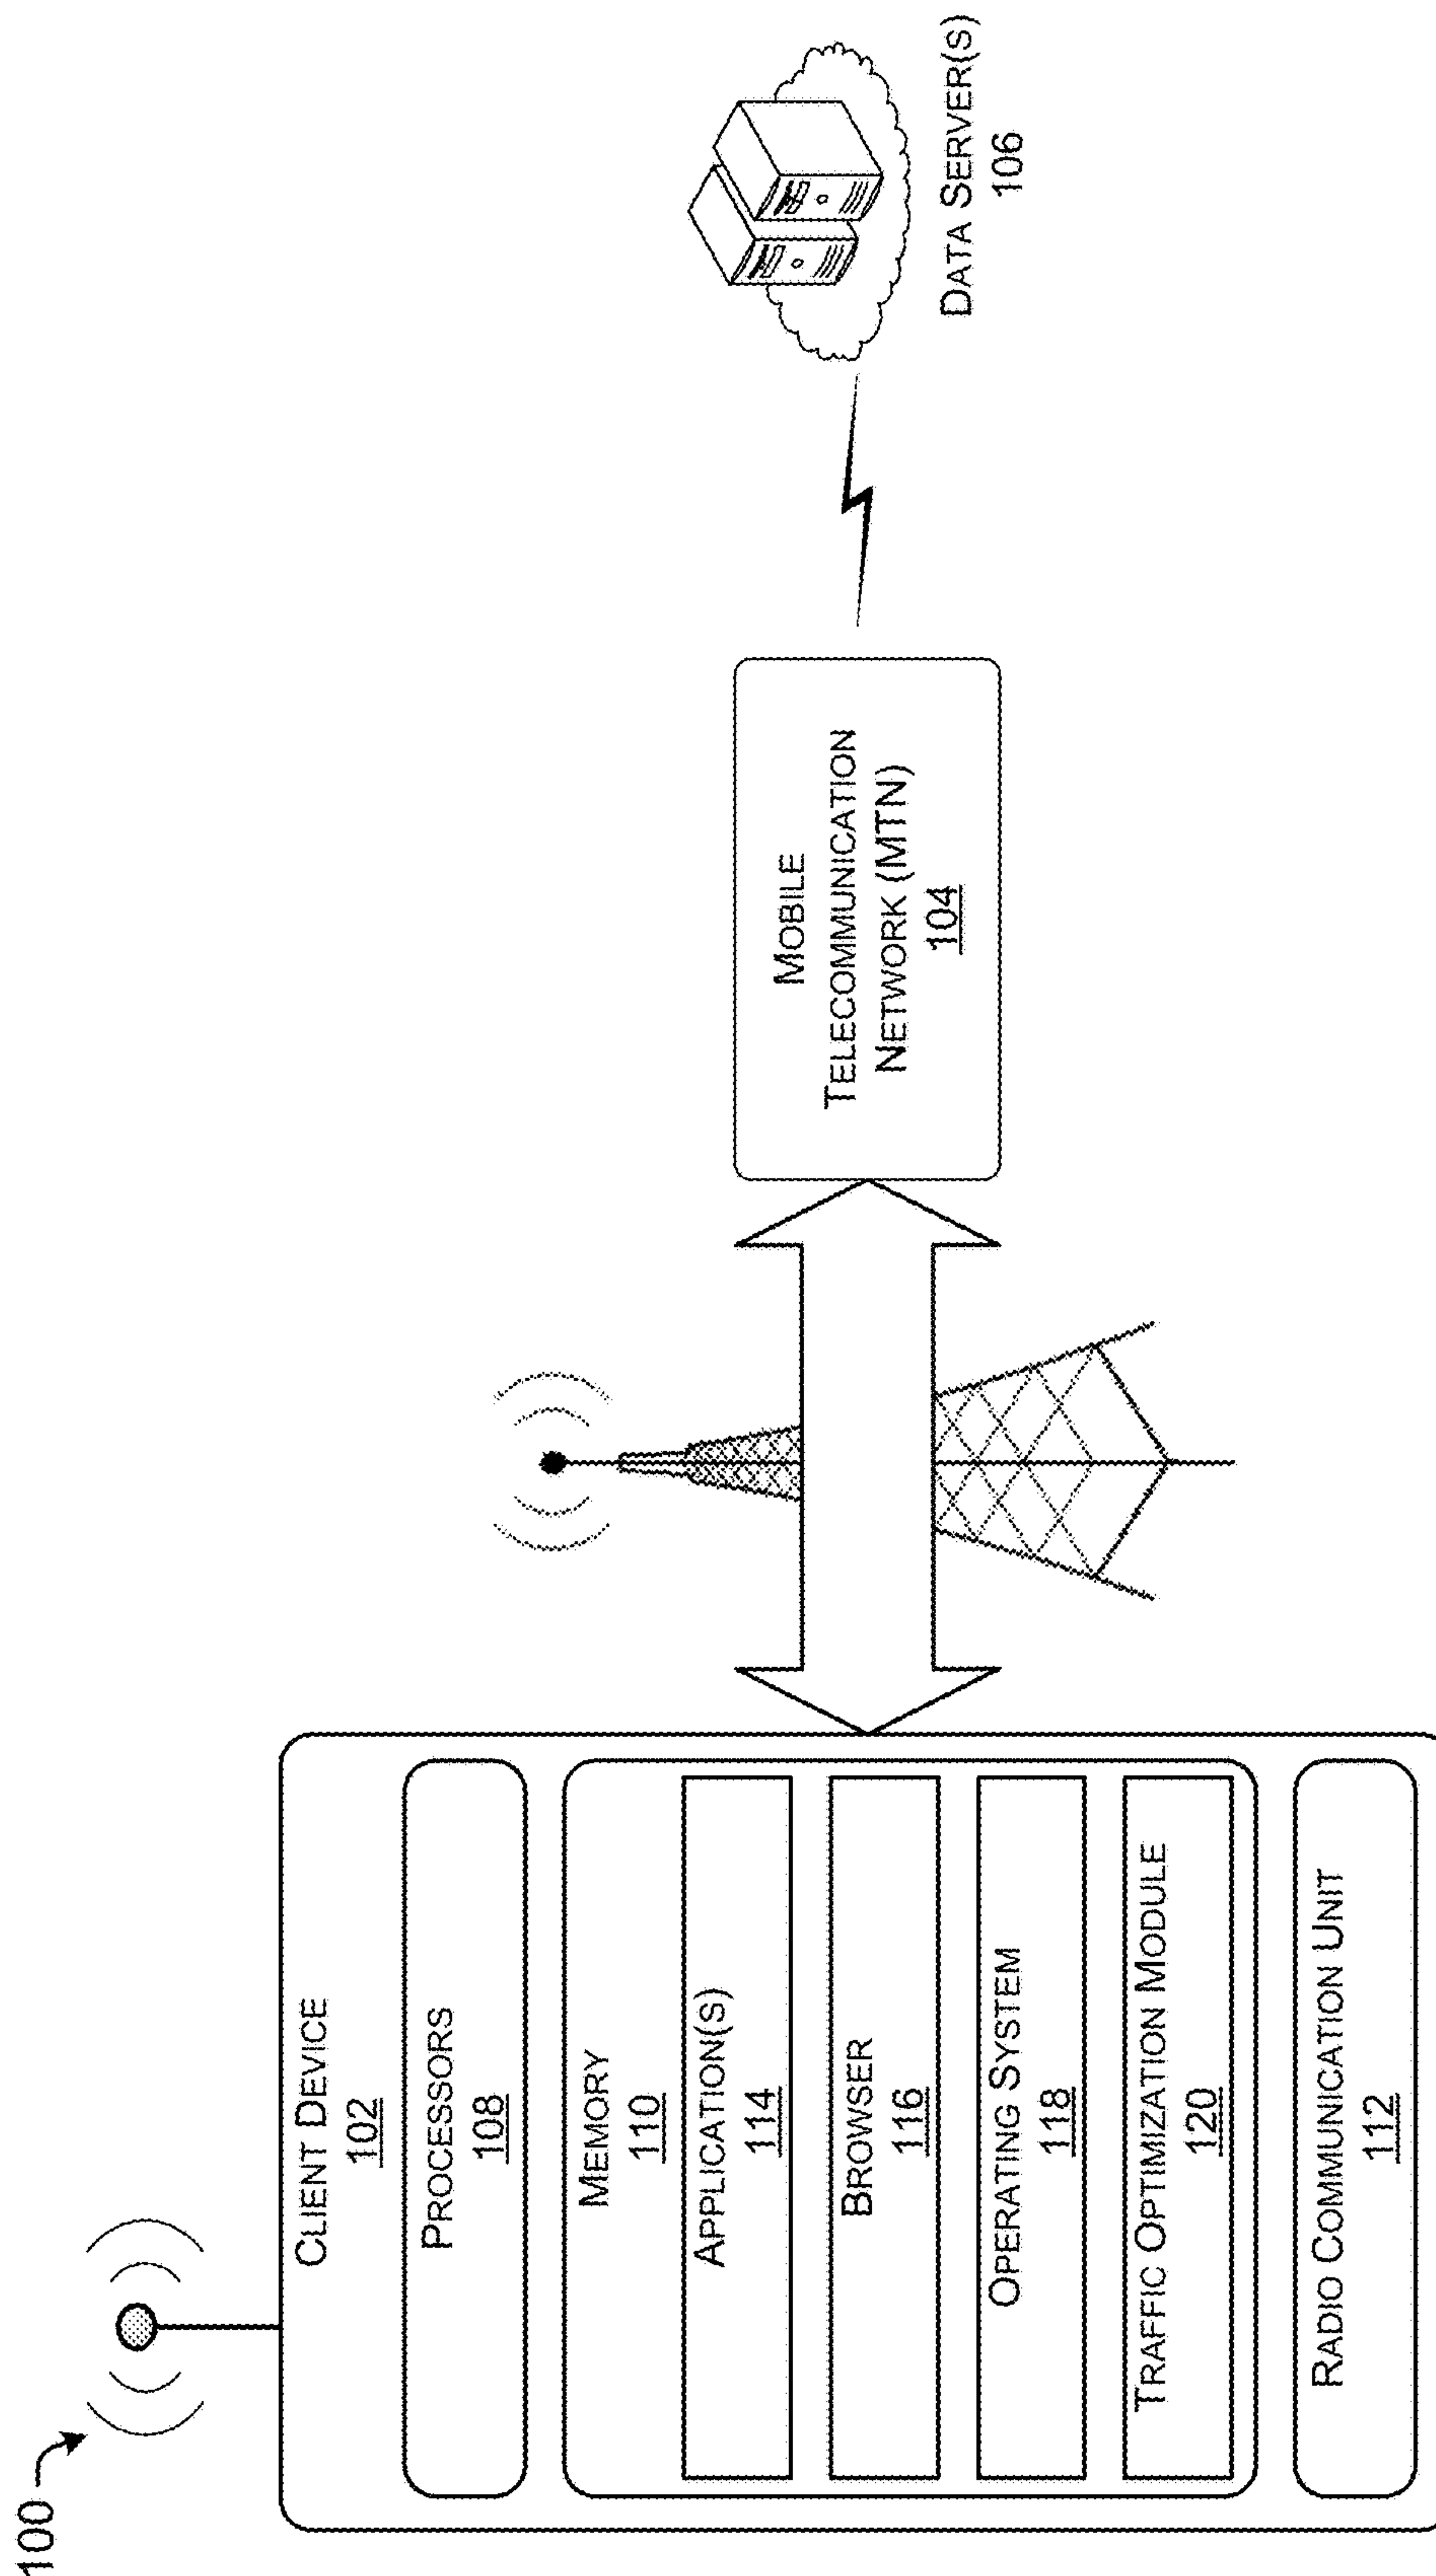 100
CLIENT DEVICE
102
PROCESSORS
108
MEMORY
110
APPLICATION(S)
114
BROWSER
116
OPERATING SYSTEM
118
TRAFFIC OPTIMIZATION MODULE
120
RADIO COMMUNICATION UNIT
112
MOBILE
TELECOMMUNICATION
NETWORK (MTN)
104
DATA SERVER(S)
106